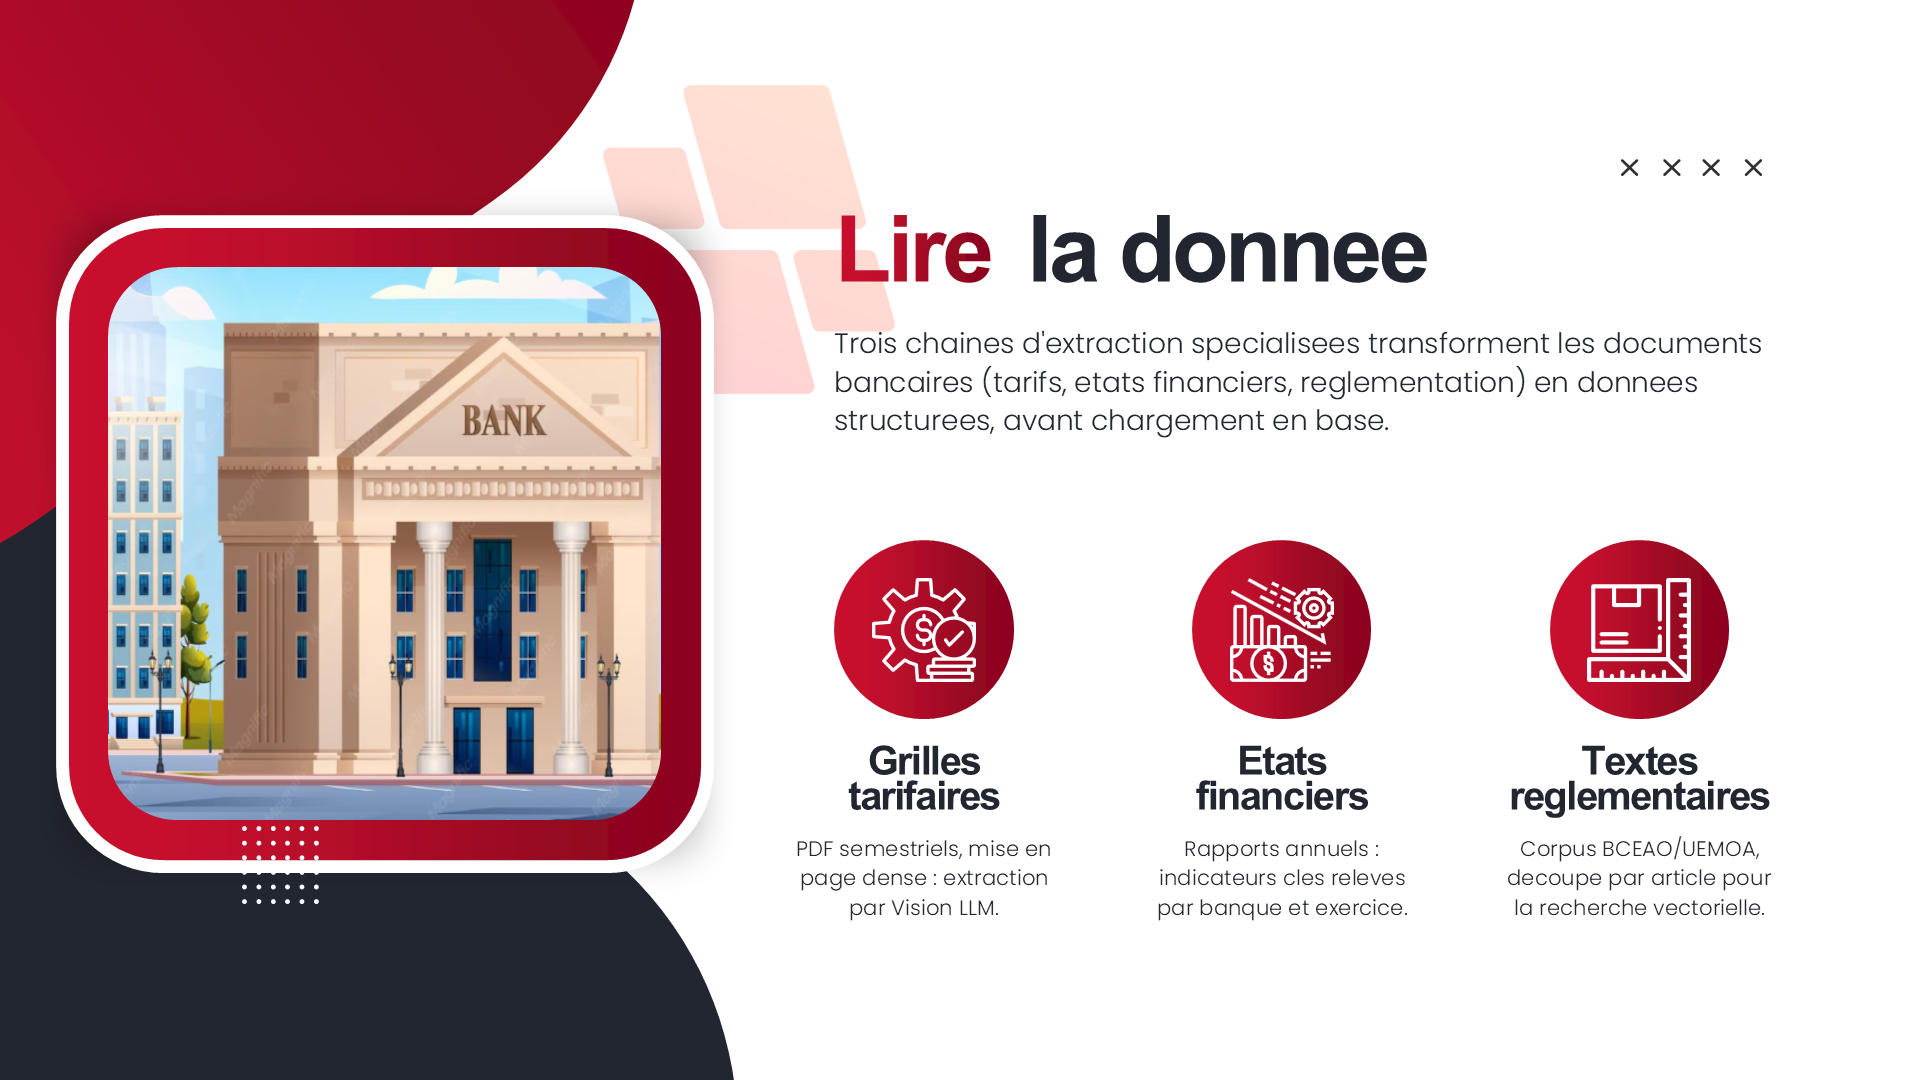 Lire la donnee
Trois chaines d'extraction specialisees transforment les documents
bancaires (tarifs, etats financiers, reglementation) en donnees
structurees, avant chargement en base.
BANK
Grilles
tarifaires
PDF semestriels, mise en
page dense : extraction
par Vision LLM.
Etats
financiers
Rapports annuels :
indicateurs cles releves
par banque et exercice.
Textes
reglementaires
Corpus BCEAO/UEMOA,
decoupe par article pour
la recherche vectorielle.